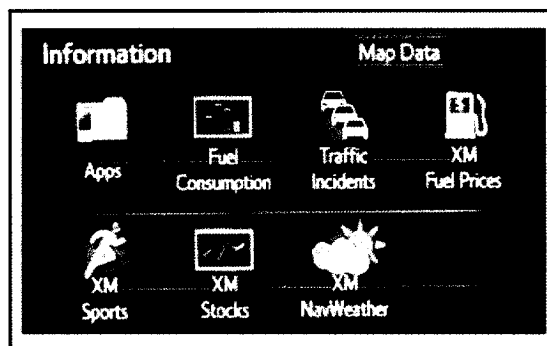 Information Map Data
Apps
Fuel
Consumption
Traffic
Incidents
XM
Fuel Prices
XM
Sports
XM
Stocks
XM
NavWeather